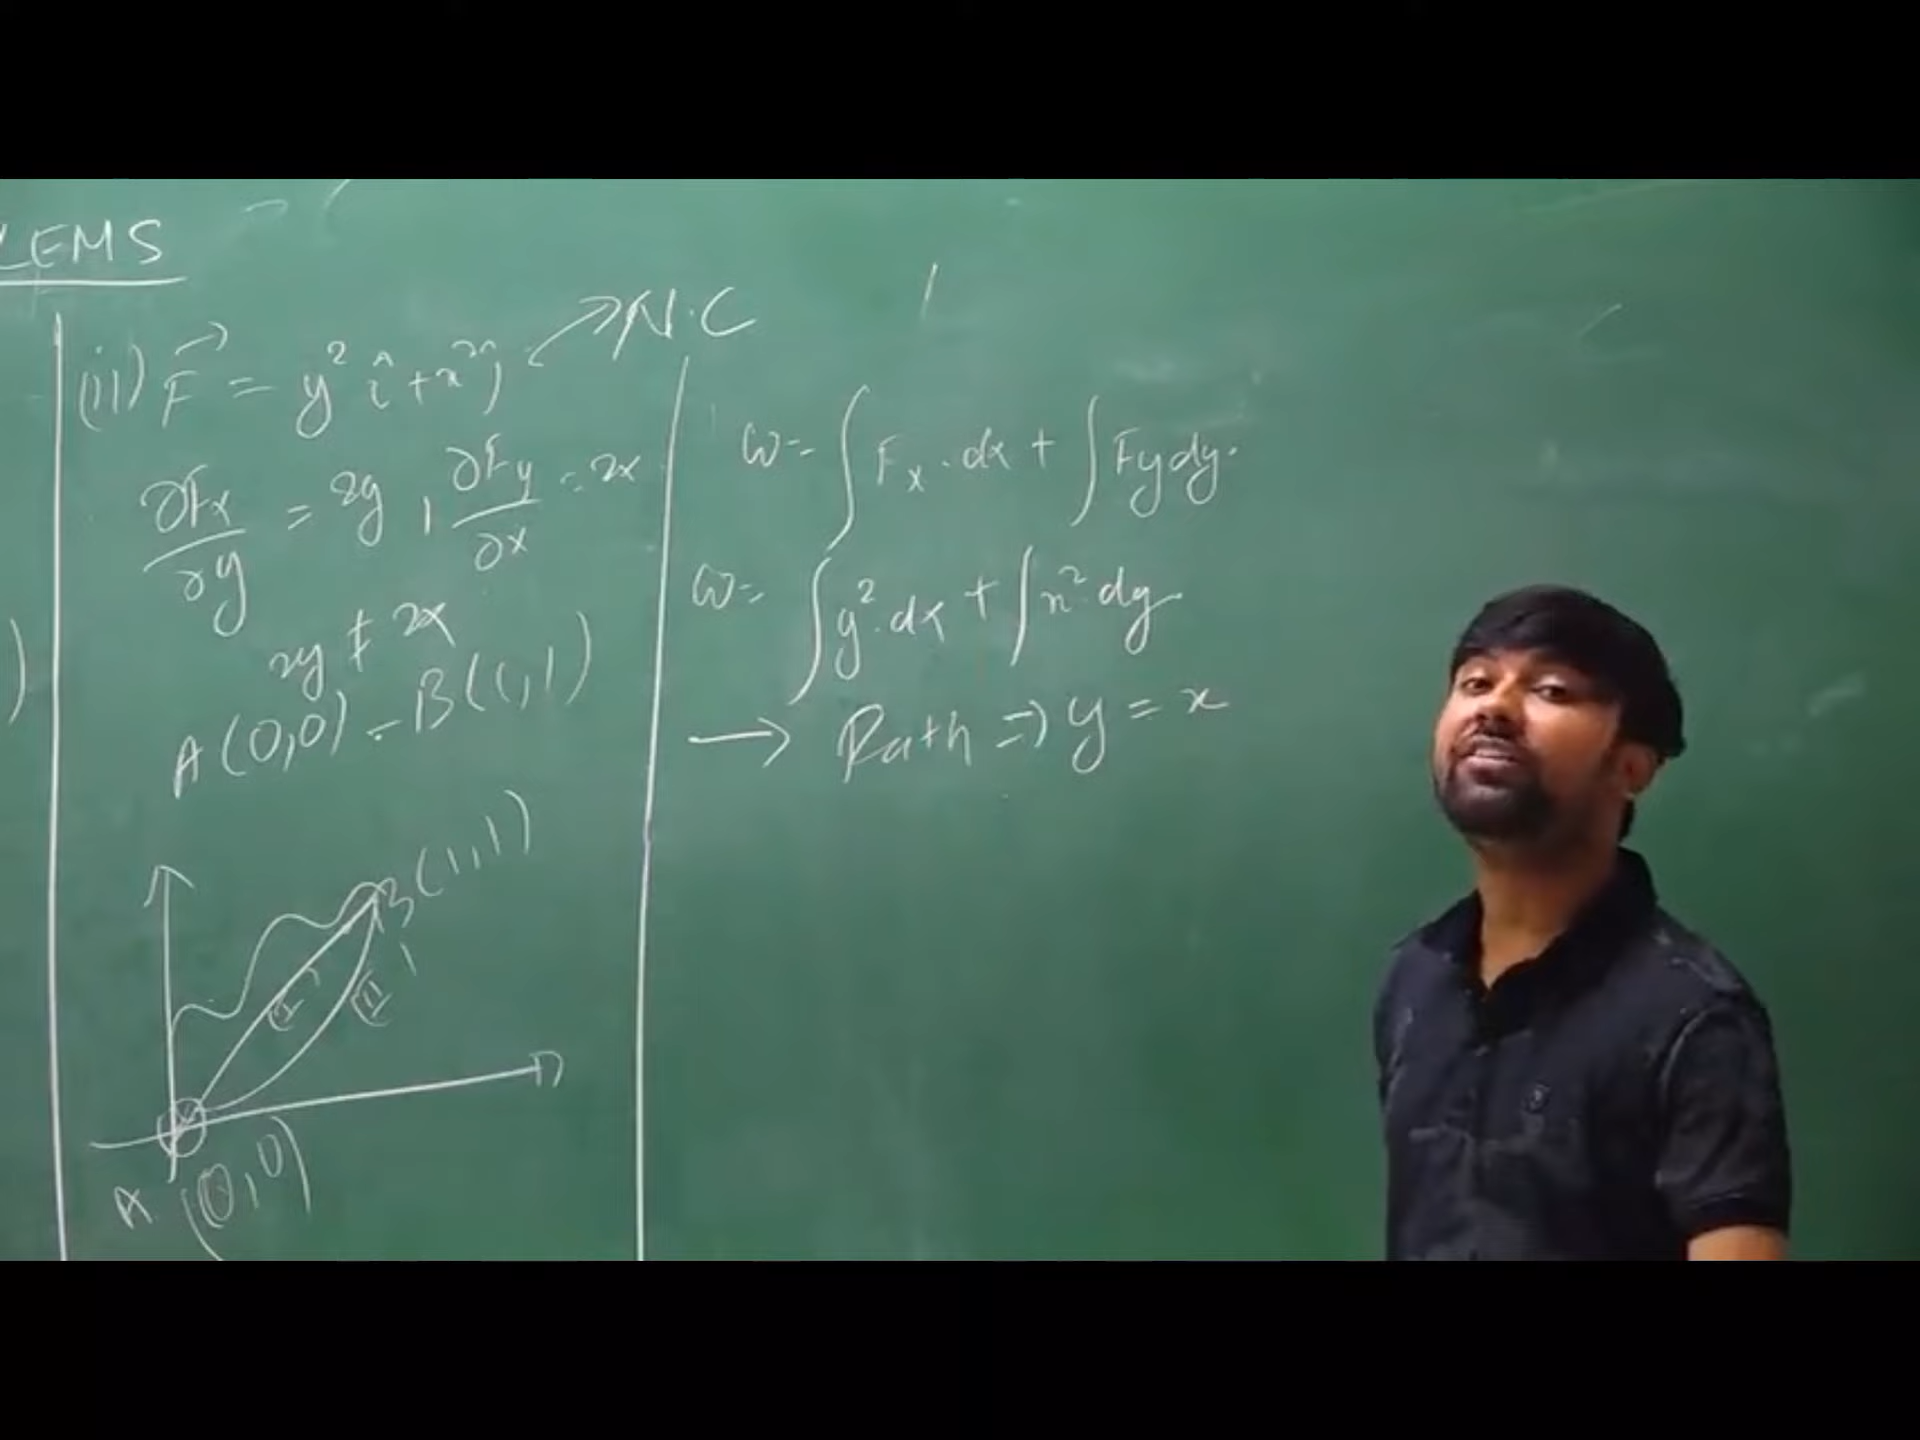 LEMS
(ii) F⃗ = y² î + x² ĵ → N.C
∂Fx/∂y = 2y , ∂Fy/∂x = 2x
2y ≠ 2x
A(0,0) - B(1,1)
B(1,1)
(I)
(II)
A (0,0)
W = ∫ Fx . dx + ∫ Fy dy.
W = ∫ y². dx + ∫ x² dy.
→ Path ⇒ y = x
)